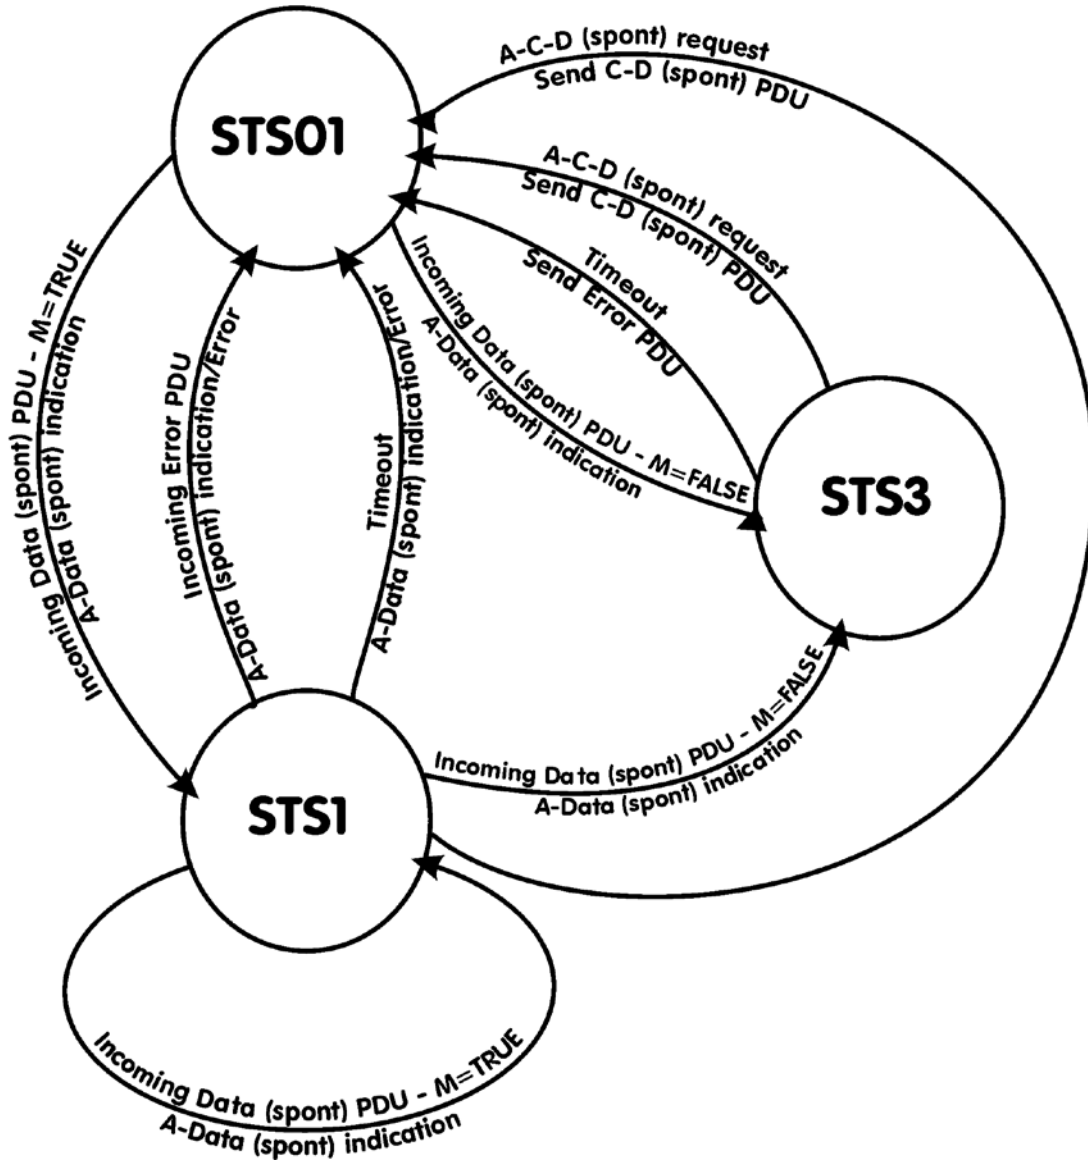 A-C-D (spont) request
Send C-D (spont) PDU
STS01
A-C-D (spont) request
Send C-D (spont) PDU
Timeout
Send Error PDU
Incoming Data (spont) PDU - M=FALSE
A-Data (spont) indication
Incoming Data (spont) PDU - M=TRUE
A-Data (spont) indication
Incoming Error PDU
A-Data (spont) indication/Error
Timeout
A-Data (spont) indication/Error
STS3
Incoming Data (spont) PDU - M=FALSE
A-Data (spont) indication
STS1
Incoming Data (spont) PDU - M=TRUE
A-Data (spont) indication